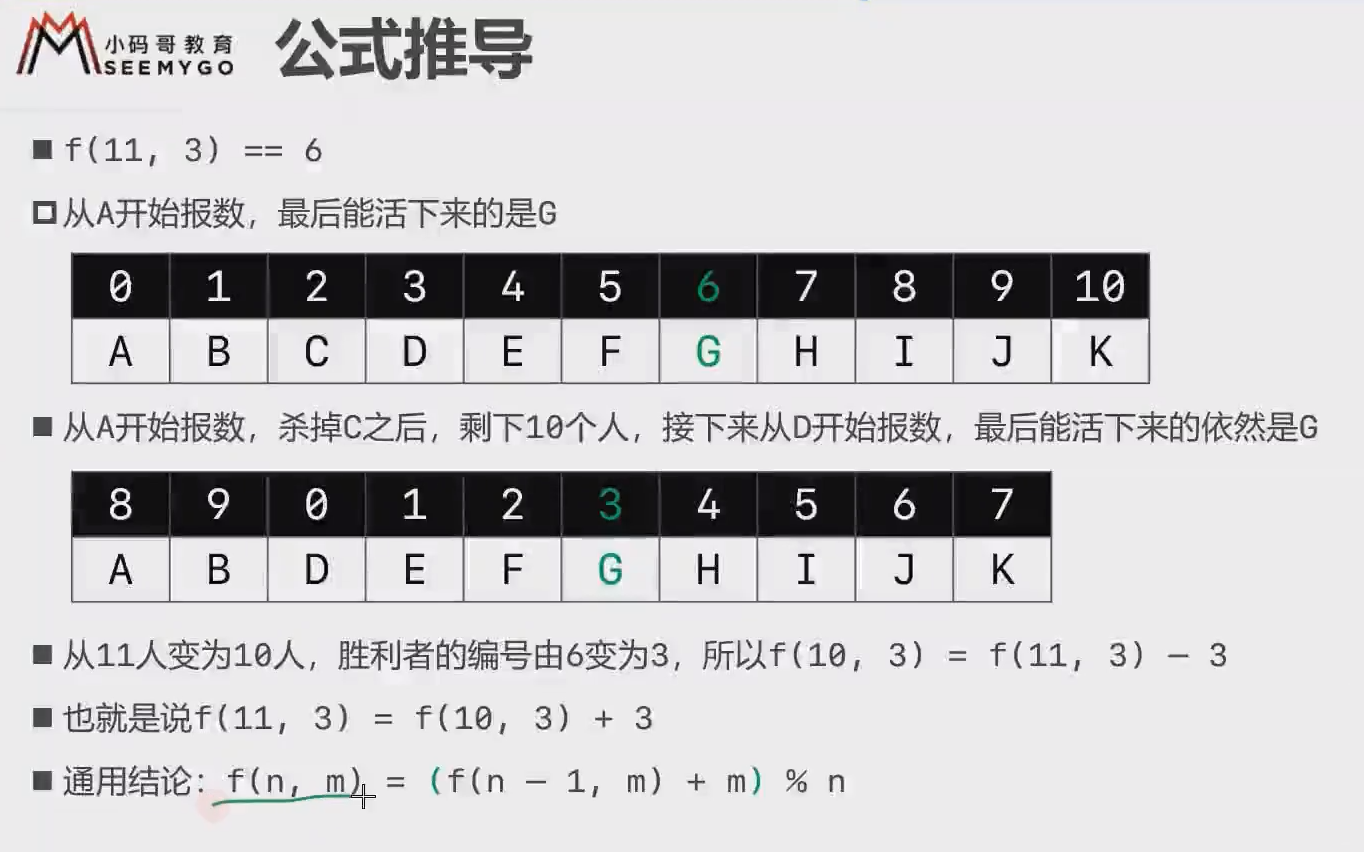 小码哥教育
SEEMYGO
公式推导
f(11, 3) == 6
从A开始报数，最后能活下来的是G
0 1 2 3 4 5 6 7 8 9 10
A B C D E F G H I J K
从A开始报数，杀掉C之后，剩下10个人，接下来从D开始报数，最后能活下来的依然是G
8 9 0 1 2 3 4 5 6 7
A B D E F G H I J K
从11人变为10人，胜利者的编号由6变为3，所以f(10, 3) = f(11, 3) – 3
也就是说f(11, 3) = f(10, 3) + 3
通用结论：f(n, m) = (f(n – 1, m) + m) % n